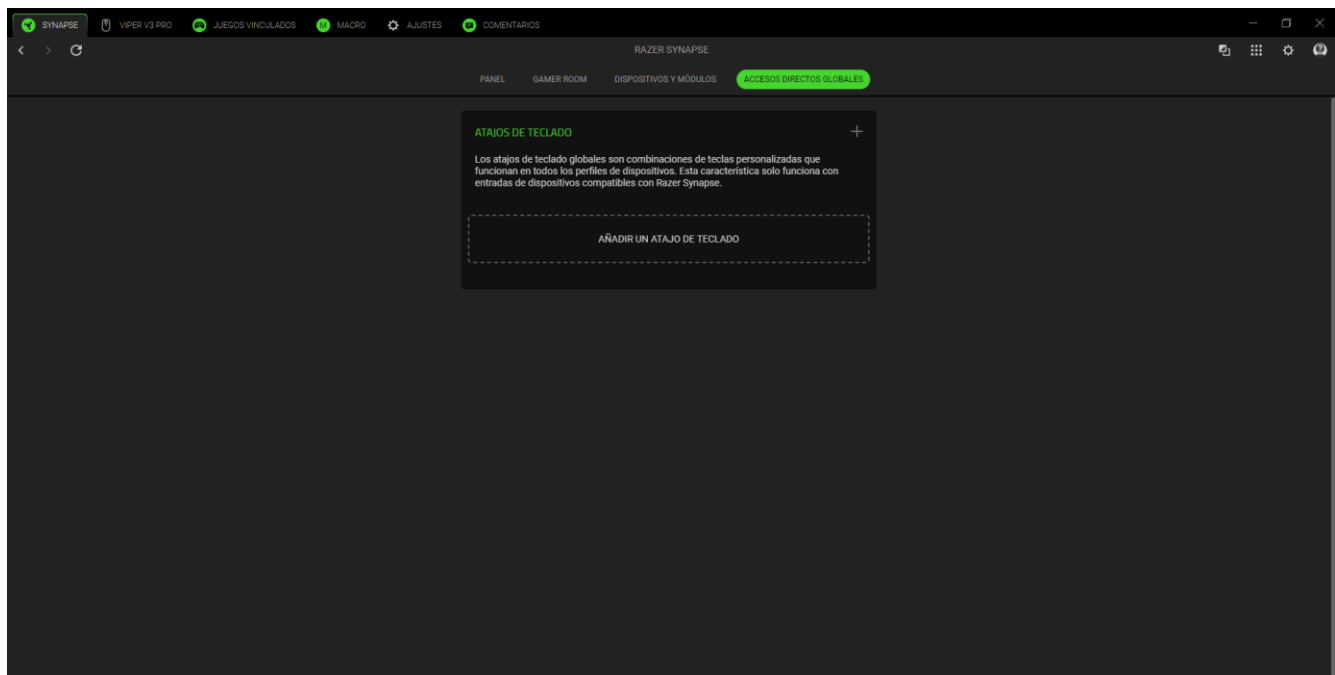 SYNAPSE VIPER V3 PRO JUEGOS VINCULADOS M MACRO AJUSTES COMENTARIOS
RAZER SYNAPSE
PANEL GAMER ROOM DISPOSITIVOS Y MÓDULOS ACCESOS DIRECTOS GLOBALES
ATAJOS DE TECLADO
Los atajos de teclado globales son combinaciones de teclas personalizadas que
funcionan en todos los perfiles de dispositivos. Esta característica solo funciona con
entradas de dispositivos compatibles con Razer Synapse.
AÑADIR UN ATAJO DE TECLADO